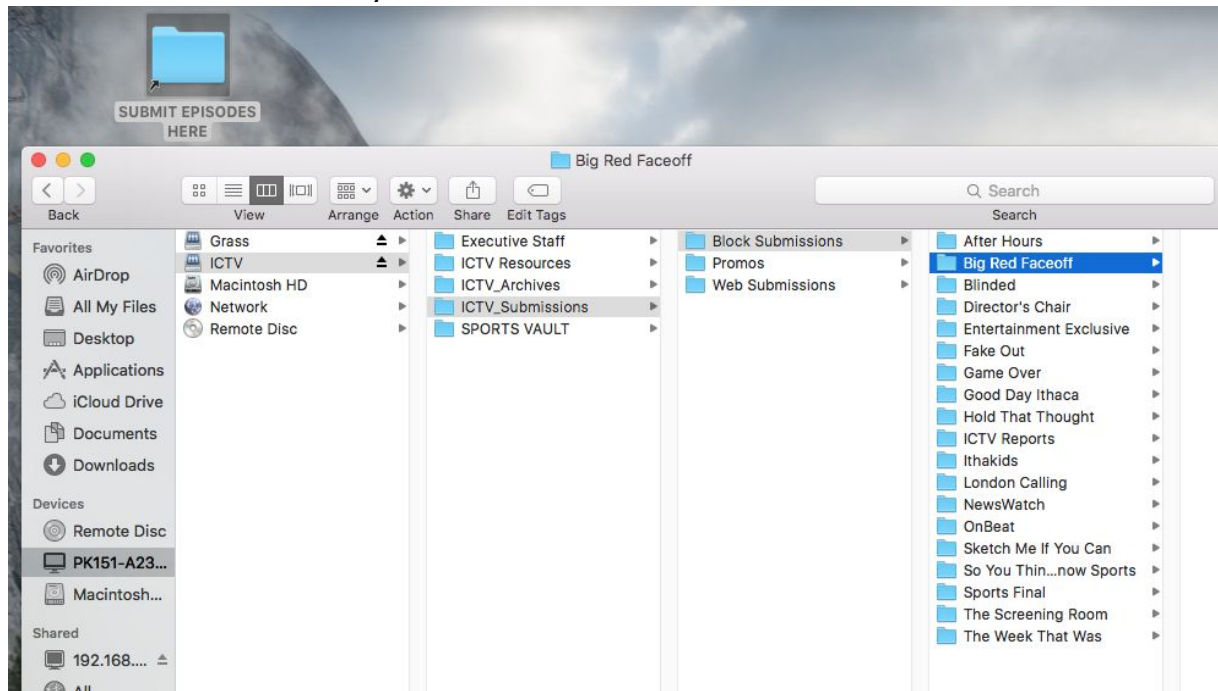 SUBMIT EPISODES
HERE
Big Red Faceoff
Search
Back
View
Arrange
Action
Share
Edit Tags
Search
Favorites
AirDrop
All My Files
Desktop
Applications
iCloud Drive
Documents
Downloads
Devices
Remote Disc
PK151-A23...
Macintosh...
Shared
192.168....
All
Grass
ICTV
Macintosh HD
Network
Remote Disc
Executive Staff
ICTV Resources
ICTV_Archives
ICTV_Submissions
SPORTS VAULT
Block Submissions
Promos
Web Submissions
After Hours
Big Red Faceoff
Blinded
Director's Chair
Entertainment Exclusive
Fake Out
Game Over
Good Day Ithaca
Hold That Thought
ICTV Reports
Ithakids
London Calling
NewsWatch
OnBeat
Sketch Me If You Can
So You Thin...now Sports
Sports Final
The Screening Room
The Week That Was